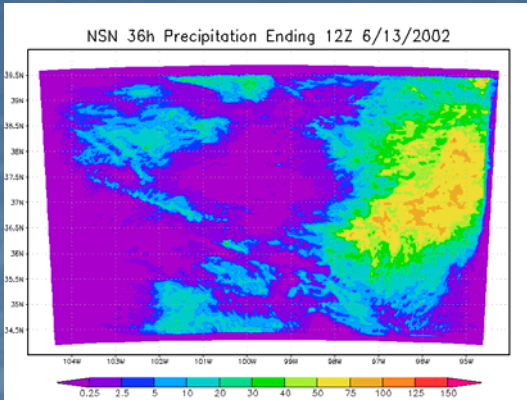 NSN 36h Precipitation Ending 12Z 6/13/2002
39.5N
39N
38.5N
38N
37.5N
37N
36.5N
36N
35.5N
35N
34.5N
104W 103W 102W 101W 100W 99W 98W 97W 96W 95W
0.25 2.5 5 10 20 30 40 50 75 100 125 150